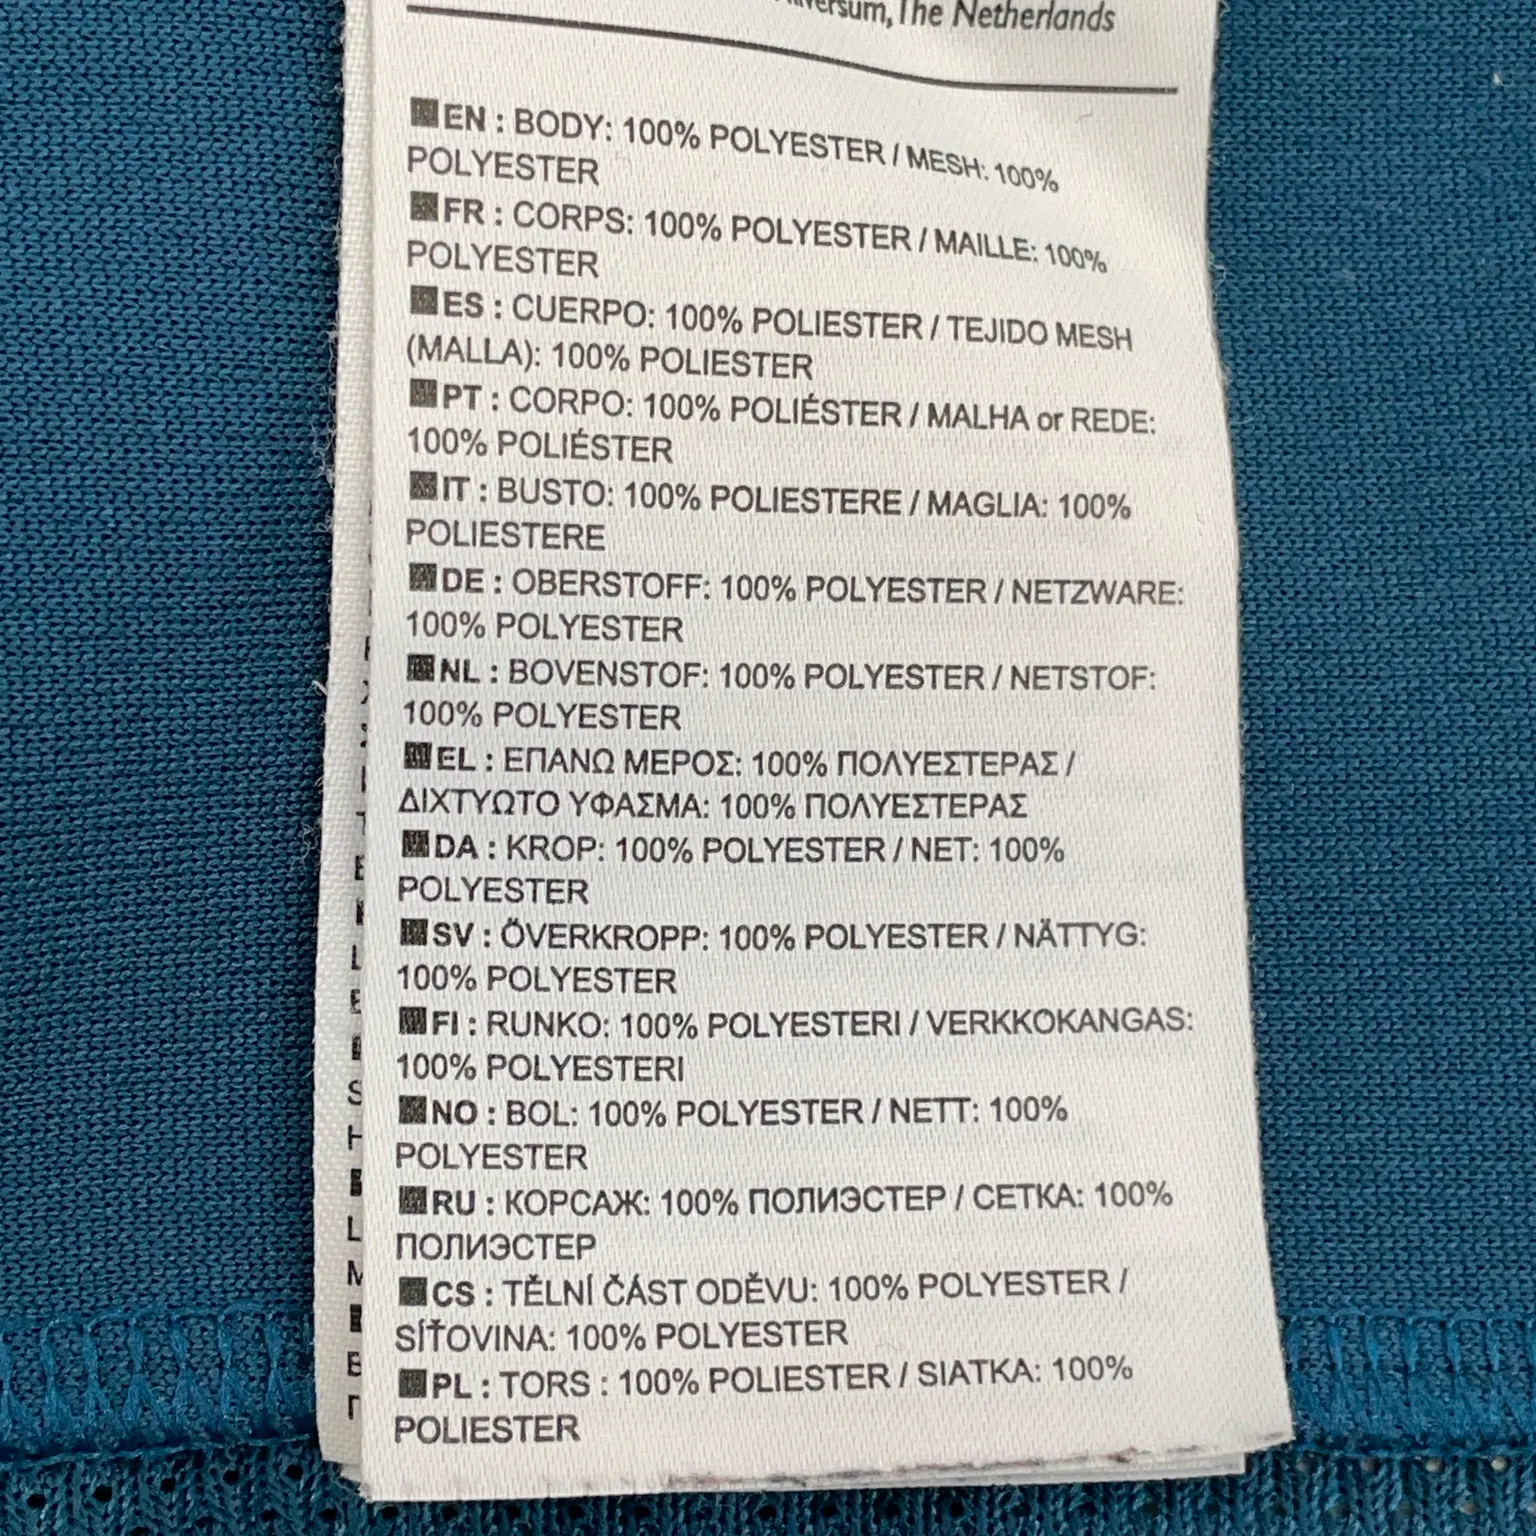 The Netherlands
EN : BODY: 100% POLYESTER / MESH: 100%
POLYESTER
FR : CORPS: 100% POLYESTER / MAILLE: 100%
POLYESTER
ES : CUERPO: 100% POLIESTER / TEJIDO MESH
(MALLA): 100% POLIESTER
PT : CORPO: 100% POLIÉSTER / MALHA or REDE:
100% POLIÉSTER
IT : BUSTO: 100% POLIESTERE / MAGLIA: 100%
POLIESTERE
DE : OBERSTOFF: 100% POLYESTER / NETZWARE:
100% POLYESTER
NL : BOVENSTOF: 100% POLYESTER / NETSTOF:
100% POLYESTER
EL : ΕΠΑΝΩ ΜΕΡΟΣ: 100% ΠΟΛΥΕΣΤΕΡΑΣ /
ΔΙΧΤΥΩΤΟ ΥΦΑΣΜΑ: 100% ΠΟΛΥΕΣΤΕΡΑΣ
DA : KROP: 100% POLYESTER / NET: 100%
POLYESTER
SV : ÖVERKROPP: 100% POLYESTER / NÄTTYG:
100% POLYESTER
FI : RUNKO: 100% POLYESTERI / VERKKOKANGAS:
100% POLYESTERI
NO : BOL: 100% POLYESTER / NETT: 100%
POLYESTER
RU : КОРСАЖ: 100% ПОЛИЭСТЕР / СЕТКА: 100%
ПОЛИЭСТЕР
CS : TĚLNÍ ČÁST ODĚVU: 100% POLYESTER /
SÍŤOVINA: 100% POLYESTER
PL : TORS : 100% POLIESTER / SIATKA: 100%
POLIESTER